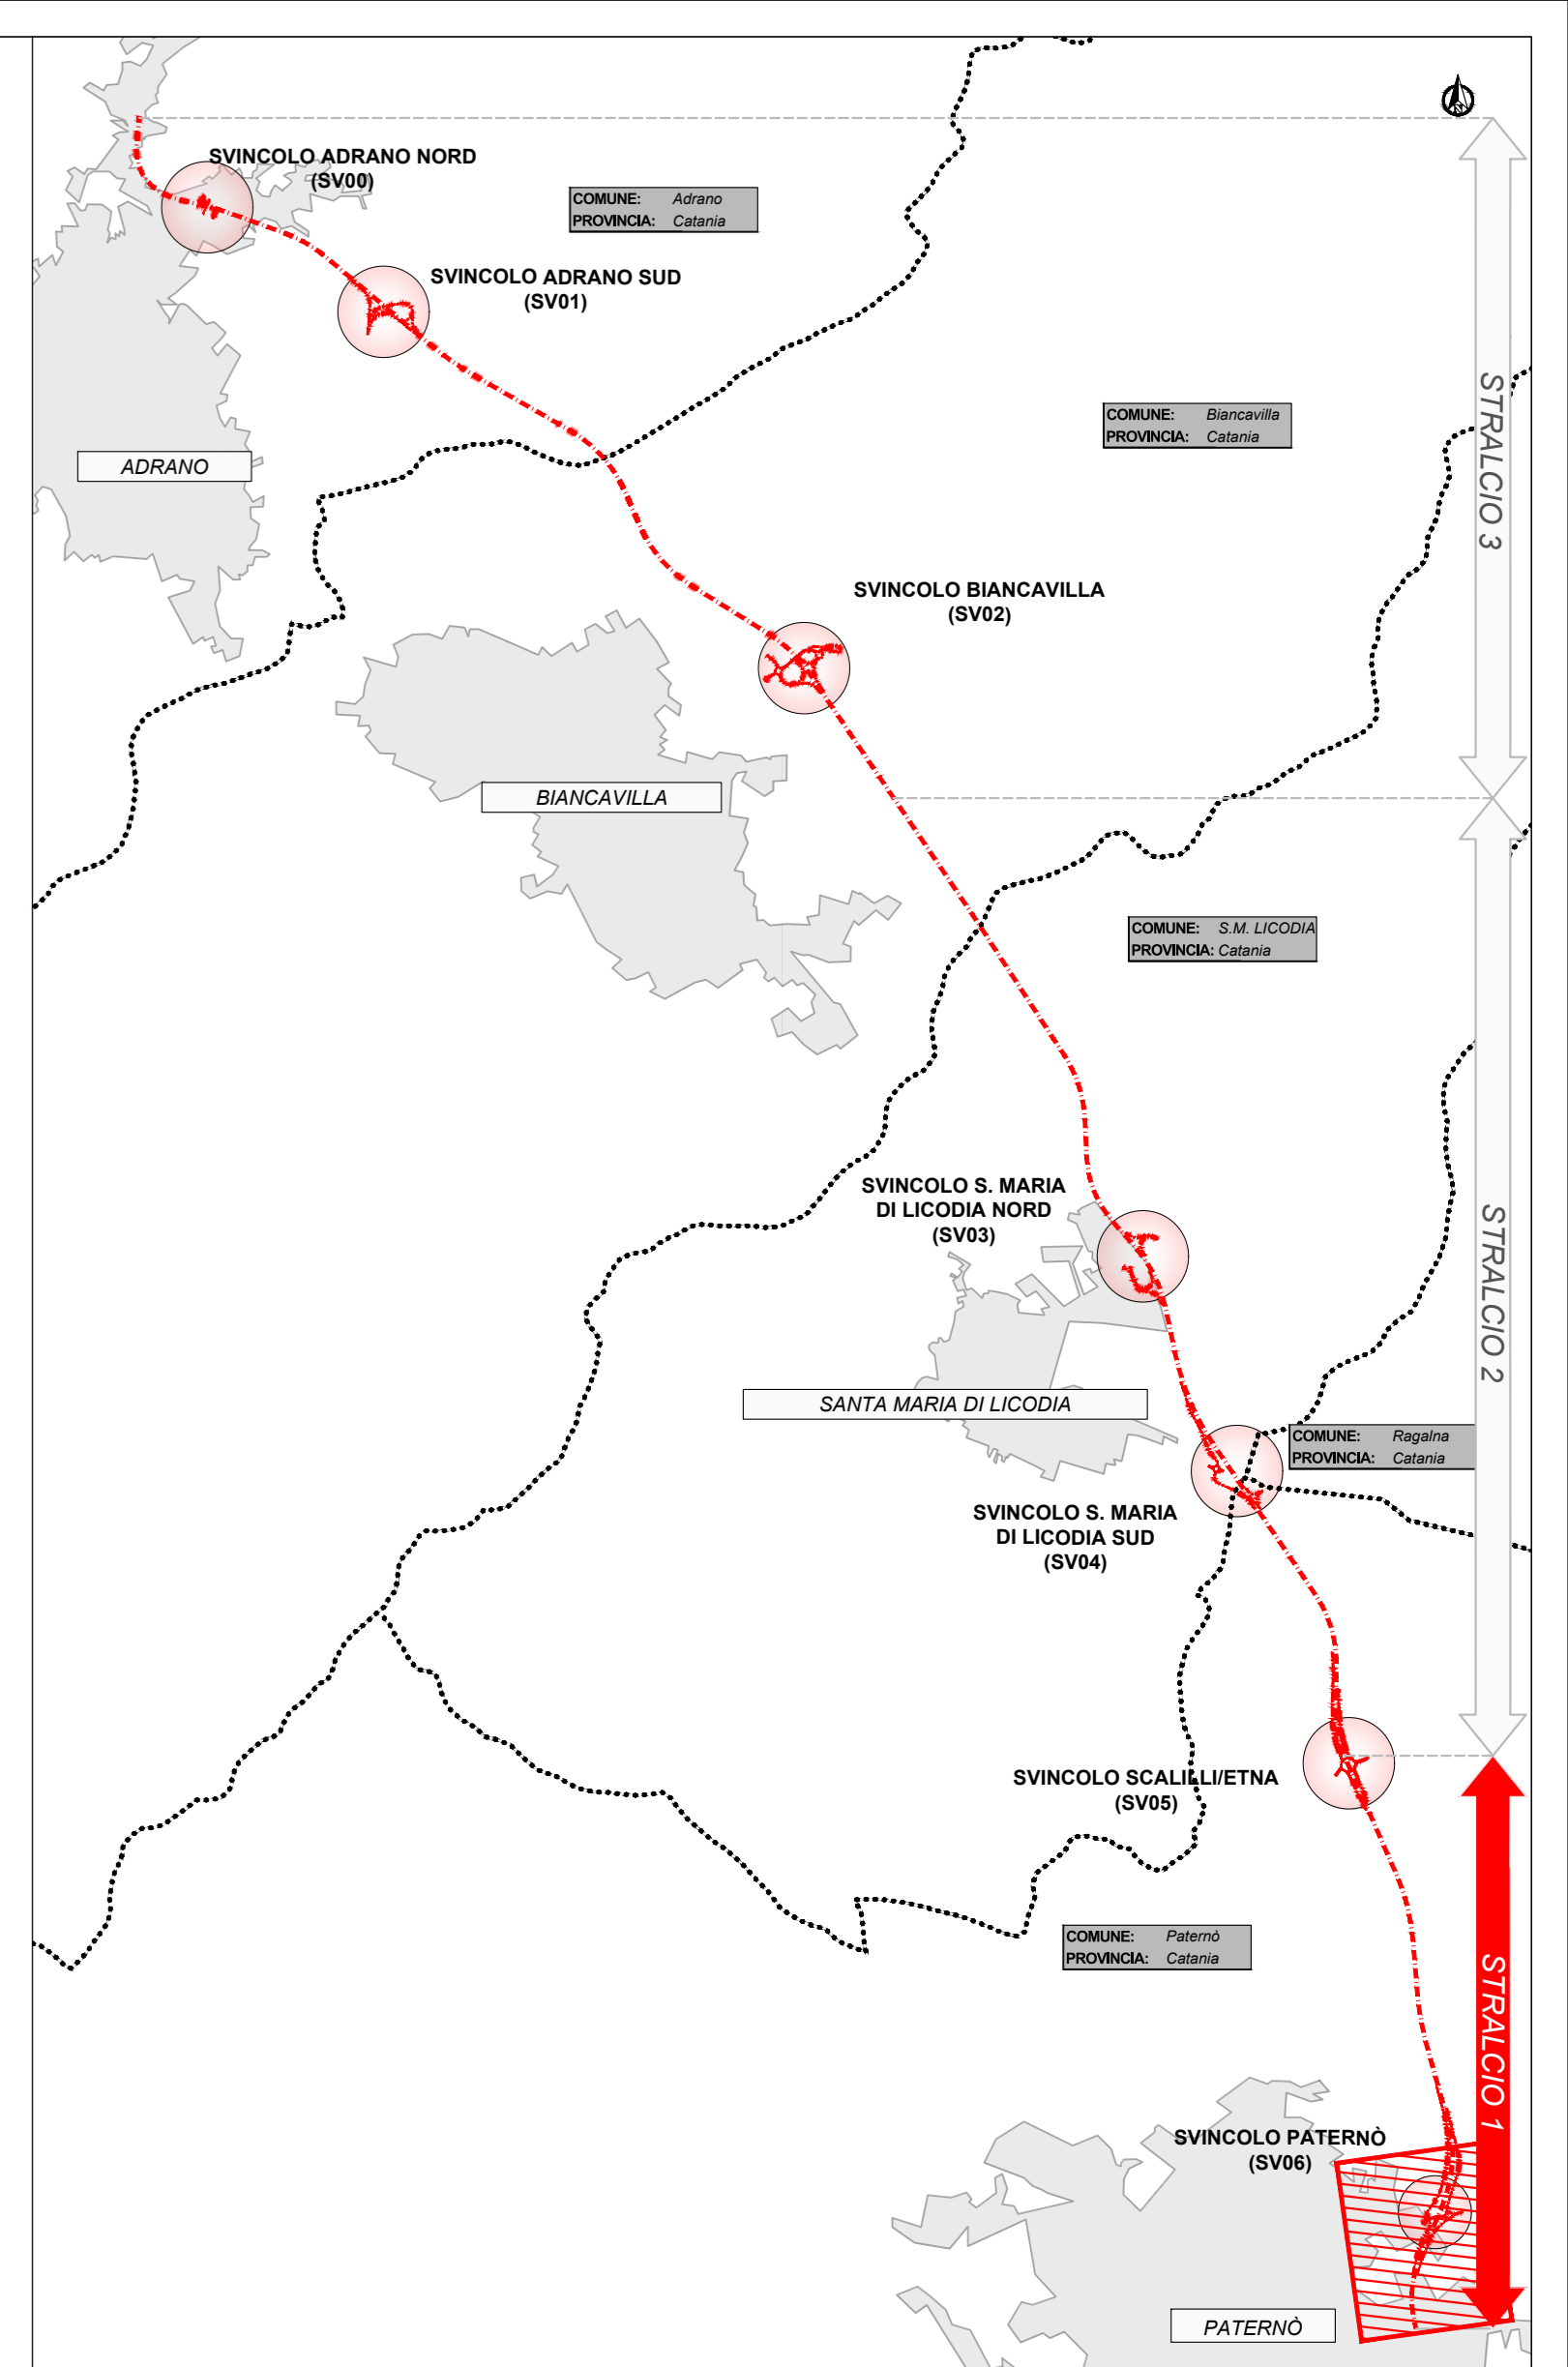 SVINCOLO ADRANO NORD
(SV00)
COMUNE: Adrano
PROVINCIA: Catania
SVINCOLO ADRANO SUD
(SV01)
STRALCIO 3
COMUNE: Biancavilla
PROVINCIA: Catania
ADRANO
SVINCOLO BIANCAVILLA
(SV02)
BIANCAVILLA
COMUNE: S.M. LICODIA
PROVINCIA: Catania
SVINCOLO S. MARIA
DI LICODIA NORD
(SV03)
STRALCIO 2
SANTA MARIA DI LICODIA
COMUNE: Ragalna
PROVINCIA: Catania
SVINCOLO S. MARIA
DI LICODIA SUD
(SV04)
SVINCOLO SCALILLI/ETNA
(SV05)
COMUNE: Paternò
PROVINCIA: Catania
STRALCIO 1
SVINCOLO PATERNÒ
(SV06)
PATERNÒ